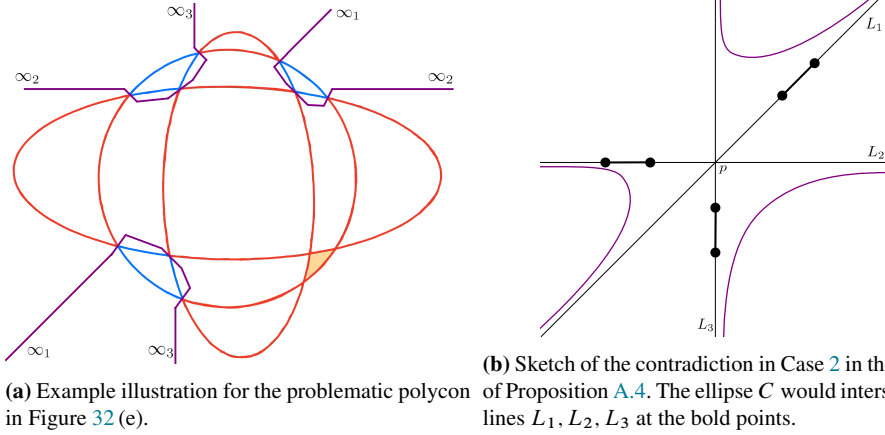 ∞₃
∞₁
∞₂
∞₂
∞₁
∞₃
L₁
L₂
p
L₃
(a) Example illustration for the problematic polycon
in Figure 32 (e).
(b) Sketch of the contradiction in Case 2 in th
of Proposition A.4. The ellipse C would inters
lines L₁, L₂, L₃ at the bold points.